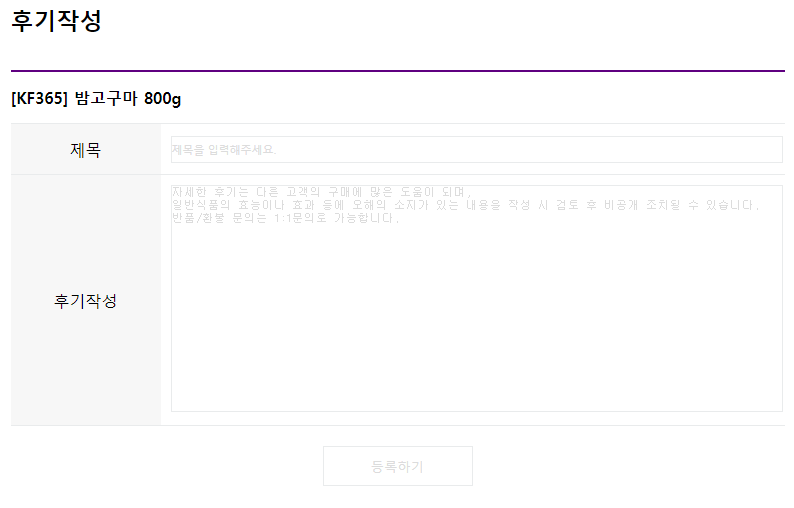 후기작성
[KF365] 밤고구마 800g
제목
제목을 입력해주세요.
자세한 후기는 다른 고객의 구매에 많은 도움이 되며,
일반식품의 효능이나 효과 등에 오해의 소지가 있는 내용을 작성 시 검토 후 비공개 조치될 수 있습니다.
반품/환불 문의는 1:1문의로 가능합니다.
후기작성
등록하기